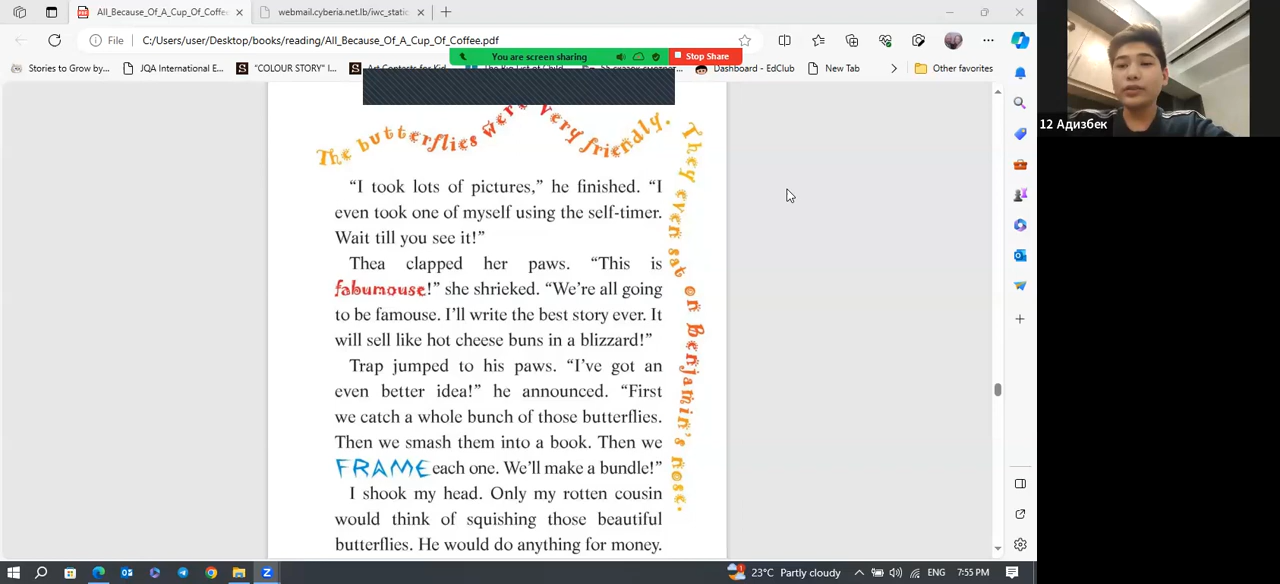 All_Because_Of_A_Cup_Of_Coffee
webmail.cyberia.net.lb/iwc_static
File C:/Users/user/Desktop/books/reading/All_Because_Of_A_Cup_Of_Coffee.pdf
You are screen sharing Stop Share
Stories to Grow by... JQA International E... "COLOUR STORY" I... Art Contests for Kid Dashboard - EdClub New Tab Other favorites
12 Адизбек
The butterflies were very friendly. They even sat on Benjamin's nose.
“I took lots of pictures,” he finished. “I
even took one of myself using the self-timer.
Wait till you see it!”
Thea clapped her paws. “This is
fabumouse!” she shrieked. “We’re all going
to be famouse. I’ll write the best story ever. It
will sell like hot cheese buns in a blizzard!”
Trap jumped to his paws. “I’ve got an
even better idea!” he announced. “First
we catch a whole bunch of those butterflies.
Then we smash them into a book. Then we
FRAME each one. We’ll make a bundle!”
I shook my head. Only my rotten cousin
would think of squishing those beautiful
butterflies. He would do anything for money.
23°C Partly cloudy ENG 7:55 PM